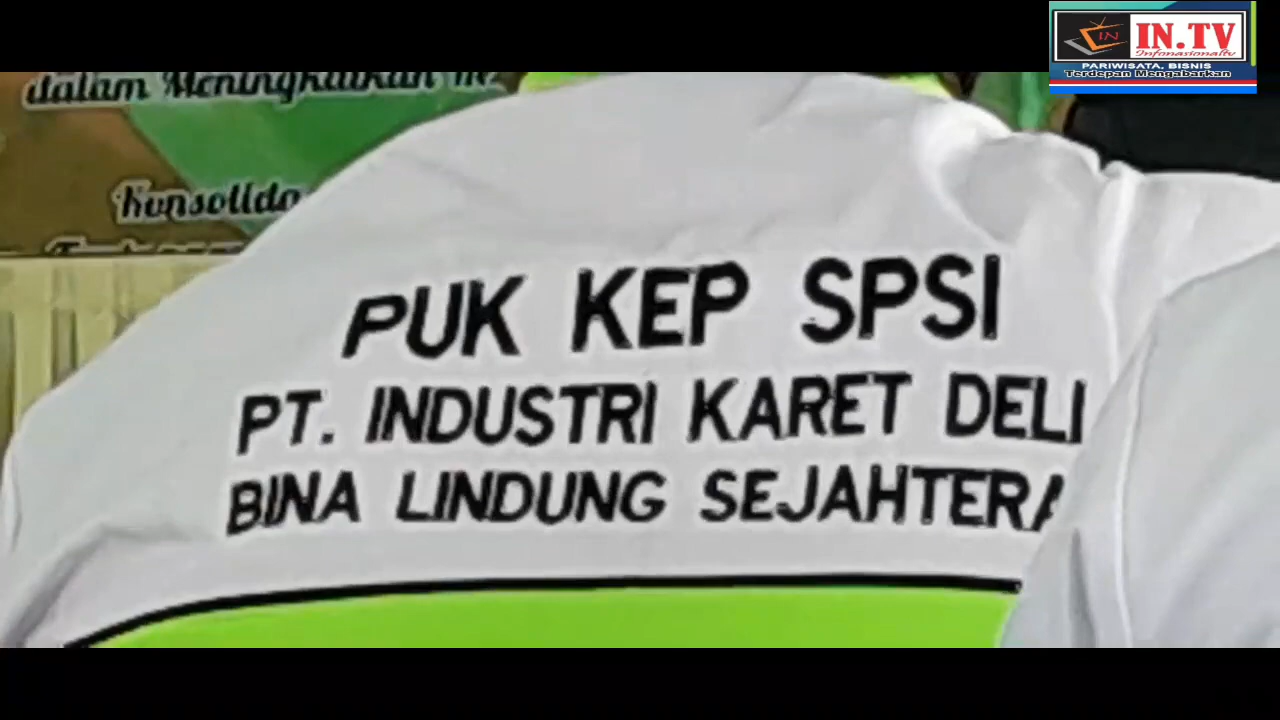 IN.TV
Infonasionaltv
PARIWISATA, BISNIS
Terdepan Mengabarkan
dalam Meningkatkan
Konsolida
PUK KEP SPSI
PT. INDUSTRI KARET DELI
BINA LINDUNG SEJAHTERA